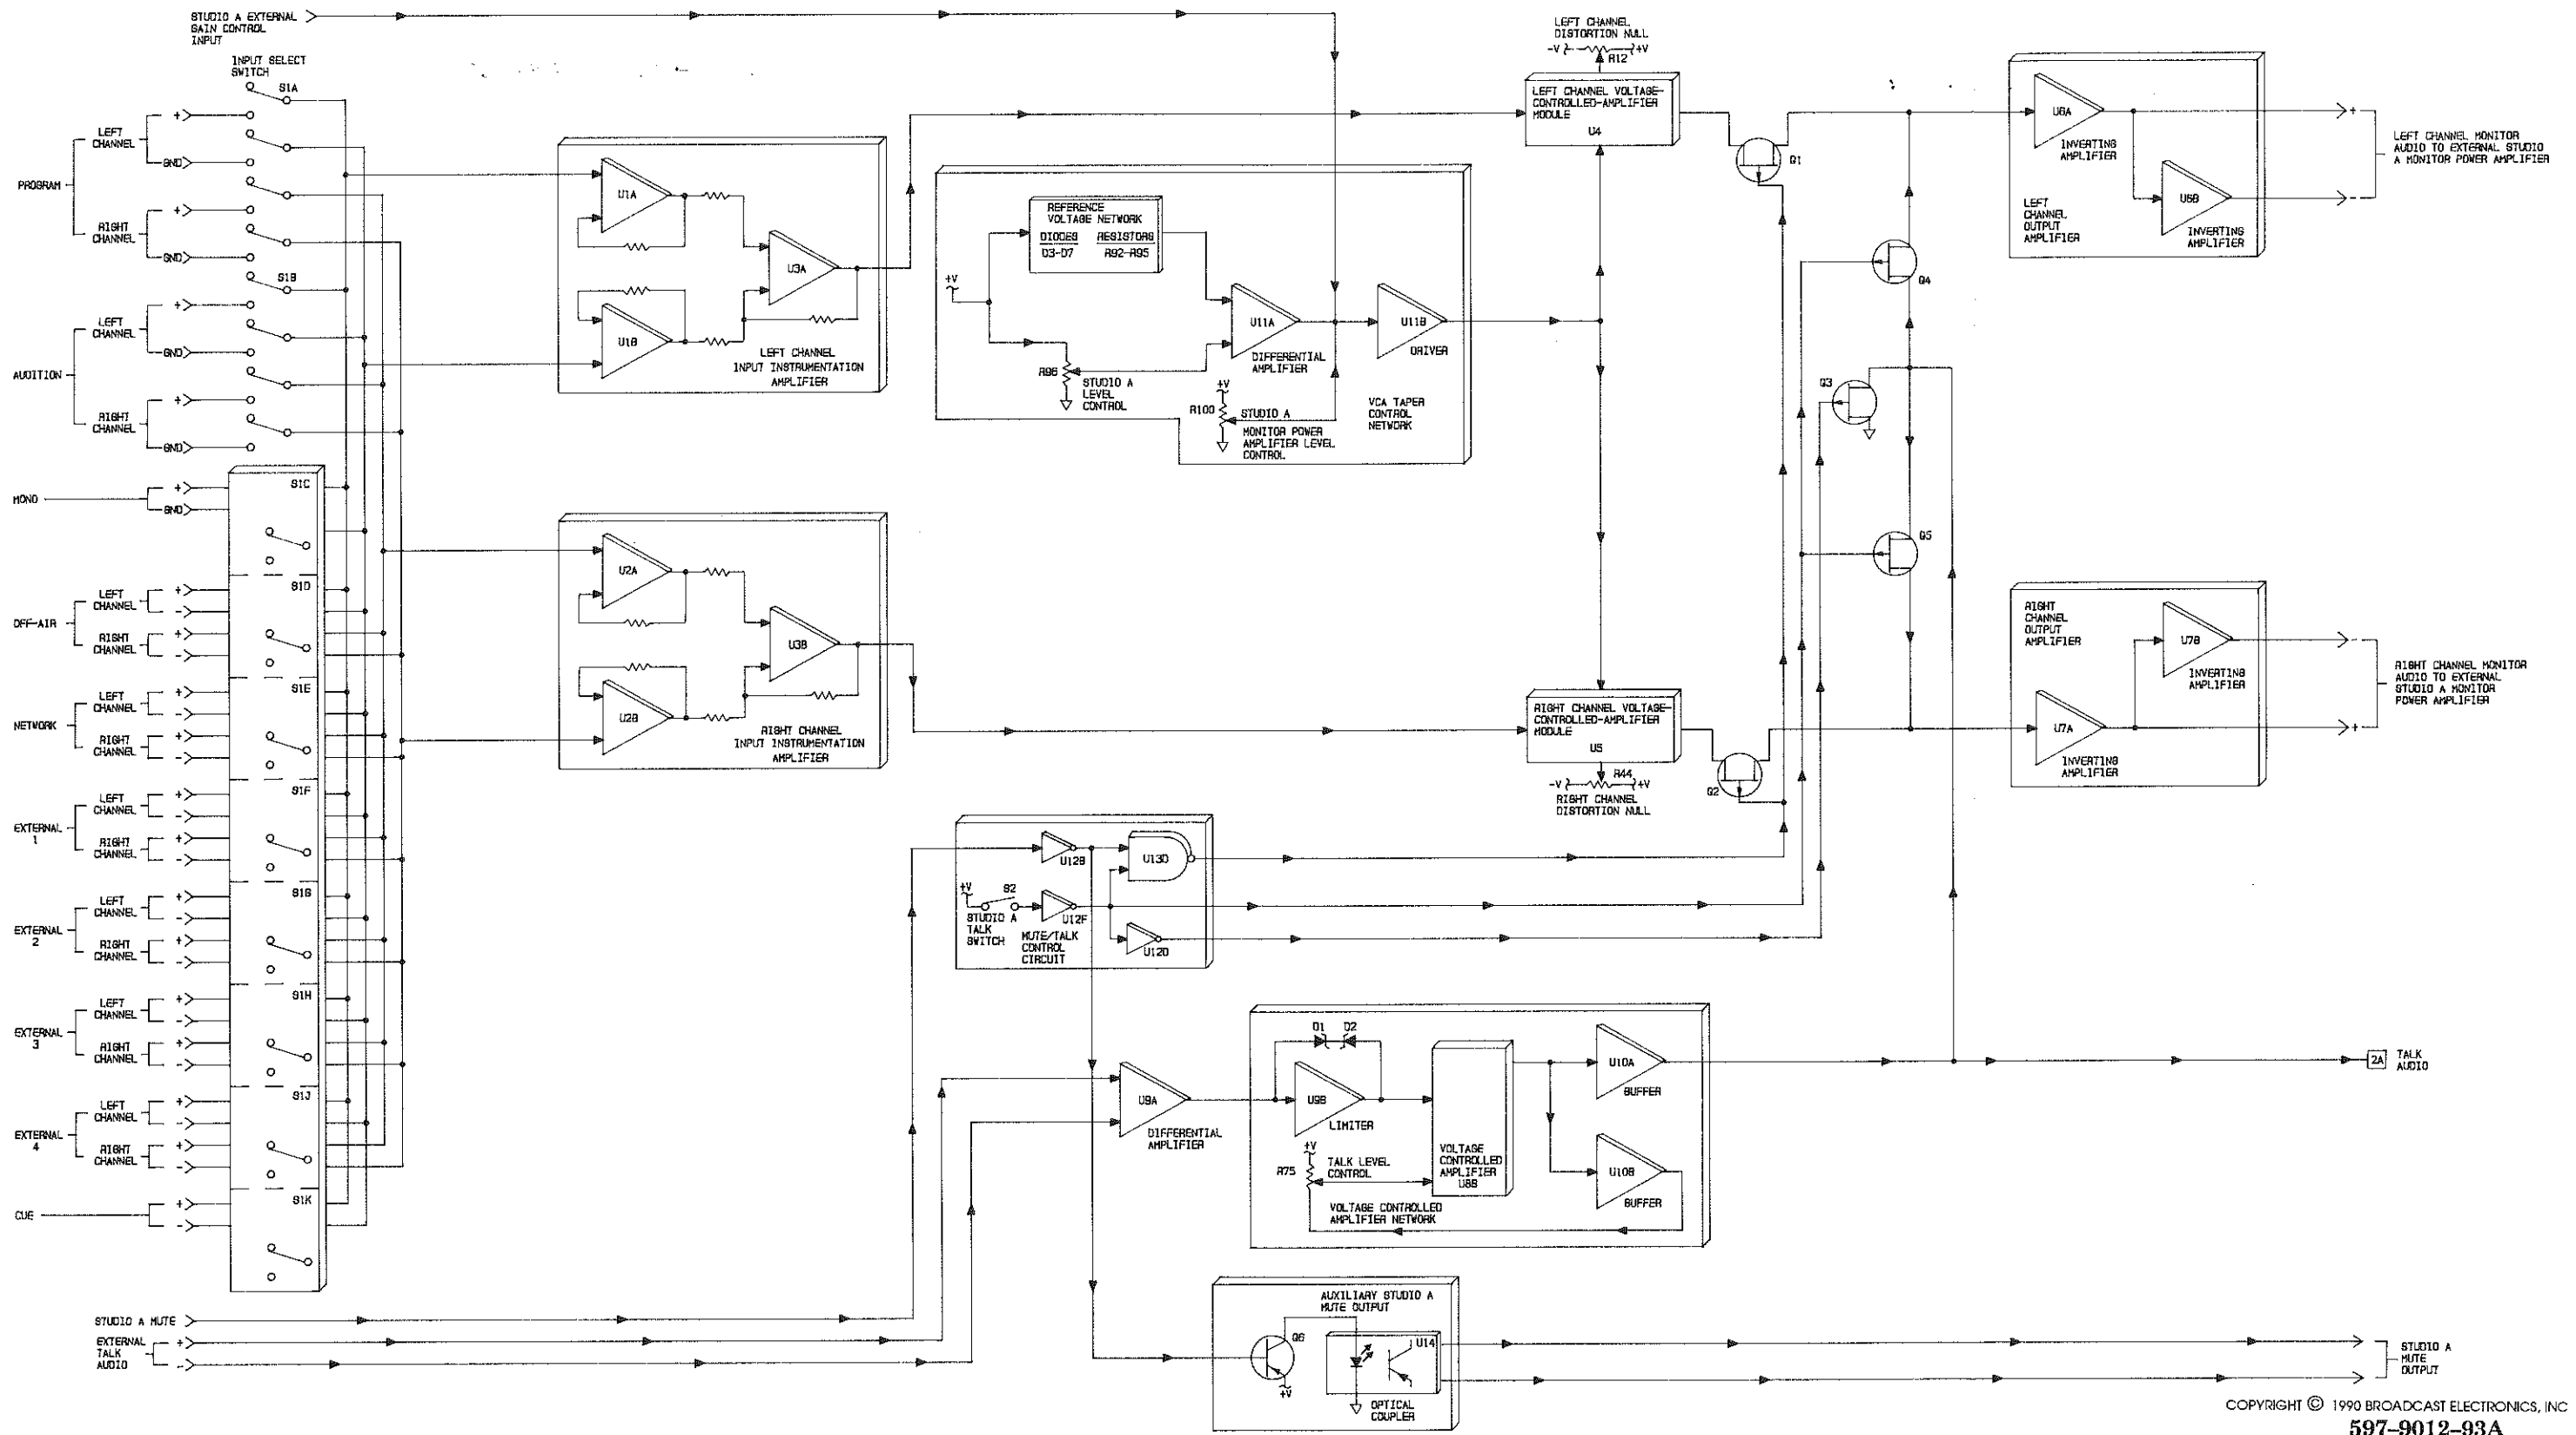 STUDIO A EXTERNAL
GAIN CONTROL
INPUT
INPUT SELECT
SWITCH
S1A
PROGRAM
LEFT
CHANNEL
+
GND
RIGHT
CHANNEL
+
GND
S1B
AUDITION
LEFT
CHANNEL
+
GND
RIGHT
CHANNEL
+
GND
MONO
+
GND
S1C
OFF-AIR
LEFT
CHANNEL
+
-
RIGHT
CHANNEL
+
-
S1D
NETWORK
LEFT
CHANNEL
+
-
RIGHT
CHANNEL
+
-
S1E
EXTERNAL
1
LEFT
CHANNEL
+
-
RIGHT
CHANNEL
+
-
S1F
EXTERNAL
2
LEFT
CHANNEL
+
-
RIGHT
CHANNEL
+
-
S1G
EXTERNAL
3
LEFT
CHANNEL
+
-
RIGHT
CHANNEL
+
-
S1H
EXTERNAL
4
LEFT
CHANNEL
+
-
RIGHT
CHANNEL
+
-
S1J
CUE
+
-
S1K
STUDIO A MUTE
EXTERNAL
TALK
AUDIO
+
-
U1A
U1B
U3A
LEFT CHANNEL
INPUT INSTRUMENTATION
AMPLIFIER
U2A
U2B
U3B
RIGHT CHANNEL
INPUT INSTRUMENTATION
AMPLIFIER
REFERENCE
VOLTAGE NETWORK
DIODES RESISTORS
D3-D7 R92-R95
+V
R96
STUDIO A
LEVEL
CONTROL
U11A
DIFFERENTIAL
AMPLIFIER
U11B
DRIVER
+V
R100
STUDIO A
MONITOR POWER
AMPLIFIER LEVEL
CONTROL
VCA TAPER
CONTROL
NETWORK
LEFT CHANNEL
DISTORTION NULL
-V +V
R12
LEFT CHANNEL VOLTAGE-
CONTROLLED-AMPLIFIER
MODULE
U4
Q1
Q4
Q3
Q5
RIGHT CHANNEL VOLTAGE-
CONTROLLED-AMPLIFIER
MODULE
U5
R44
-V +V
RIGHT CHANNEL
DISTORTION NULL
Q2
U6A
INVERTING
AMPLIFIER
U6B
INVERTING
AMPLIFIER
LEFT
CHANNEL
OUTPUT
AMPLIFIER
+
-
LEFT CHANNEL MONITOR
AUDIO TO EXTERNAL STUDIO
A MONITOR POWER AMPLIFIER
RIGHT
CHANNEL
OUTPUT
AMPLIFIER
U7B
INVERTING
AMPLIFIER
U7A
INVERTING
AMPLIFIER
-
+
RIGHT CHANNEL MONITOR
AUDIO TO EXTERNAL
STUDIO A MONITOR
POWER AMPLIFIER
U12B
U13D
+V
S2
STUDIO A
TALK
SWITCH
U12F
U12D
MUTE/TALK
CONTROL
CIRCUIT
U9A
DIFFERENTIAL
AMPLIFIER
D1 D2
U9B
LIMITER
+V
R75
TALK LEVEL
CONTROL
VOLTAGE
CONTROLLED
AMPLIFIER
U8B
VOLTAGE CONTROLLED
AMPLIFIER NETWORK
U10A
BUFFER
U10B
BUFFER
2A
TALK
AUDIO
AUXILIARY STUDIO A
MUTE OUTPUT
Q6
+V
U14
OPTICAL
COUPLER
STUDIO A
MUTE
OUTPUT
COPYRIGHT © 1990 BROADCAST ELECTRONICS, INC
597-9012-93A